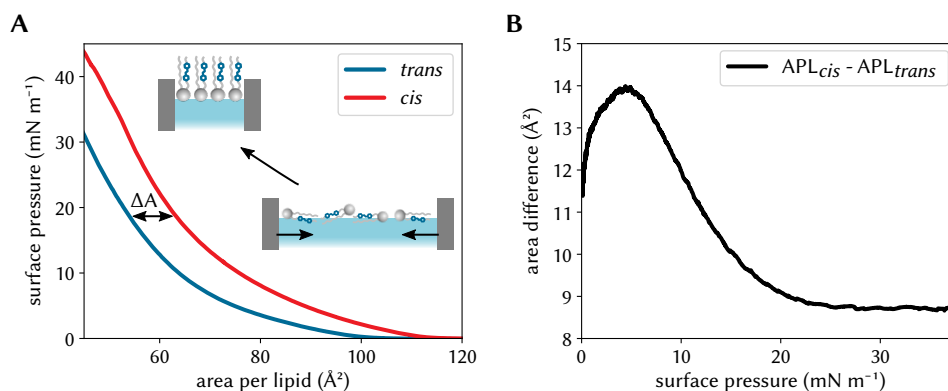 A
surface pressure (mN m⁻¹)
40
30
20
10
0
60
80
100
120
area per lipid (Å²)
trans
cis
ΔA
B
area difference (Å²)
15
14
13
12
11
10
9
8
0
10
20
30
surface pressure (mN m⁻¹)
APLcis - APLtrans